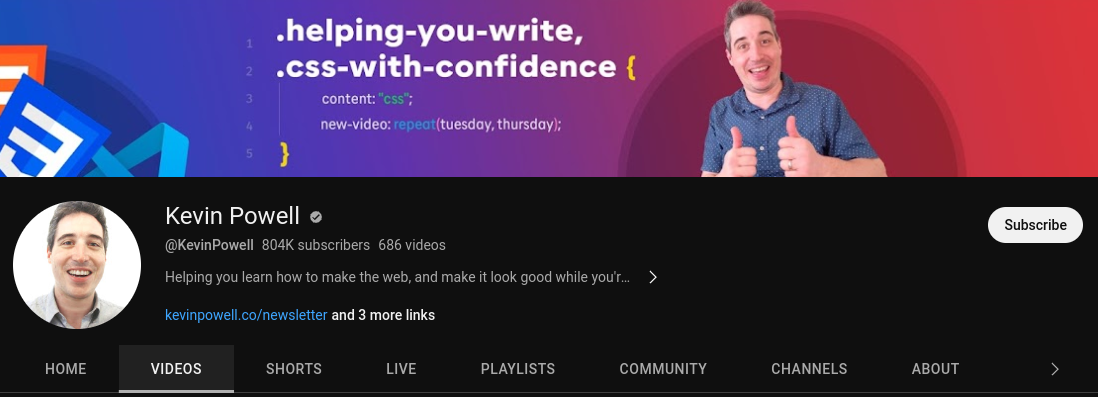 1 .helping-you-write,
2 .css-with-confidence {
3 content: "css";
4 new-video: repeat(tuesday, thursday);
5 }
Kevin Powell
@KevinPowell 804K subscribers 686 videos
Subscribe
Helping you learn how to make the web, and make it look good while you'r...
kevinpowell.co/newsletter and 3 more links
HOME VIDEOS SHORTS LIVE PLAYLISTS COMMUNITY CHANNELS ABOUT